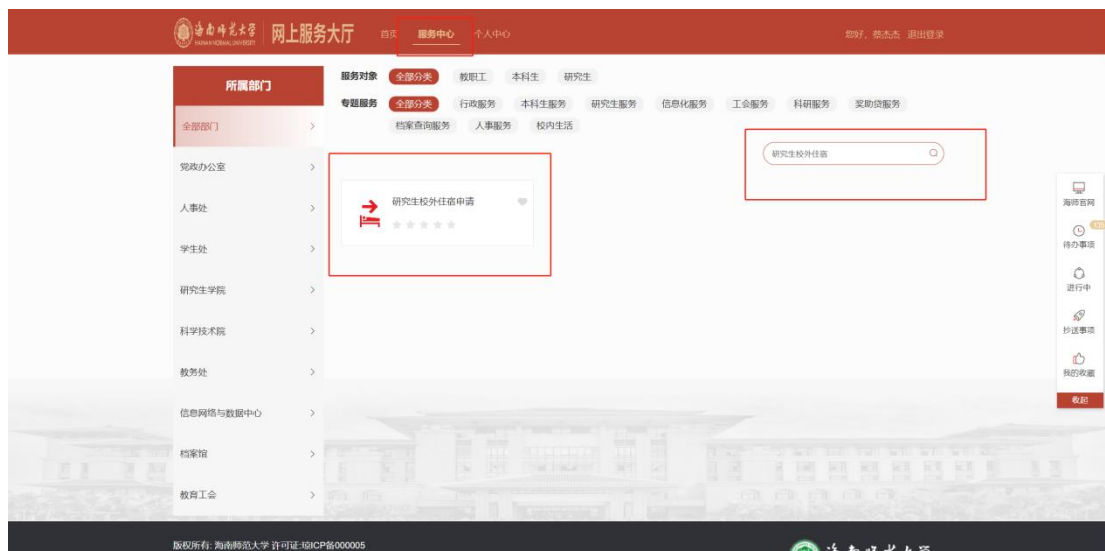 海南师范大学
HAINAN NORMAL UNIVERSITY
网上服务大厅
首页 服务中心 个人中心
您好，蔡杰杰 退出登录
所属部门
全部部门
党政办公室
人事处
学生处
研究生学院
科学技术院
教务处
信息网络与数据中心
档案馆
教育工会
服务对象 全部分类 教职工 本科生 研究生
专题服务 全部分类 行政服务 本科生服务 研究生服务 信息化服务 工会服务 科研服务 奖助贷服务
档案查询服务 人事服务 校内生活
研究生校外住宿
研究生校外住宿申请
海师官网
待办事项
进行中
抄送事项
我的收藏
收起
版权所有: 海南师范大学 许可证:琼ICP备000005
海南师范大学